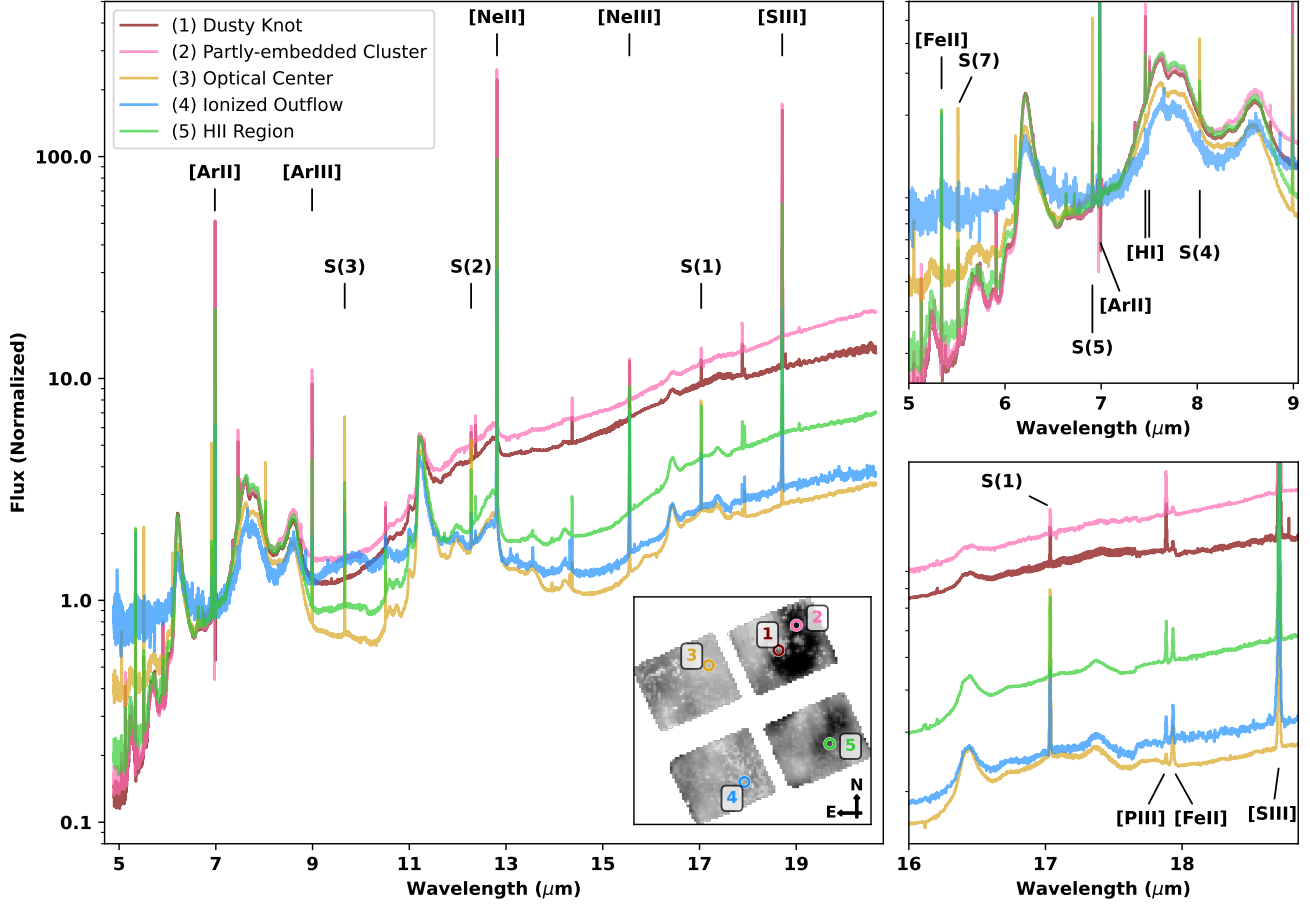 (1) Dusty Knot
(2) Partly-embedded Cluster
(3) Optical Center
(4) Ionized Outflow
(5) HII Region
[NeII]
[NeIII]
[SIII]
[ArII]
[ArIII]
S(3)
S(2)
S(1)
100.0
10.0
1.0
0.1
Flux (Normalized)
5
7
9
11
13
15
17
19
Wavelength (μm)
1
2
3
4
5
N
E
[FeII]
S(7)
[HI]
S(4)
[ArII]
S(5)
5
6
7
8
9
Wavelength (μm)
S(1)
[PIII]
[FeII]
[SIII]
16
17
18
Wavelength (μm)